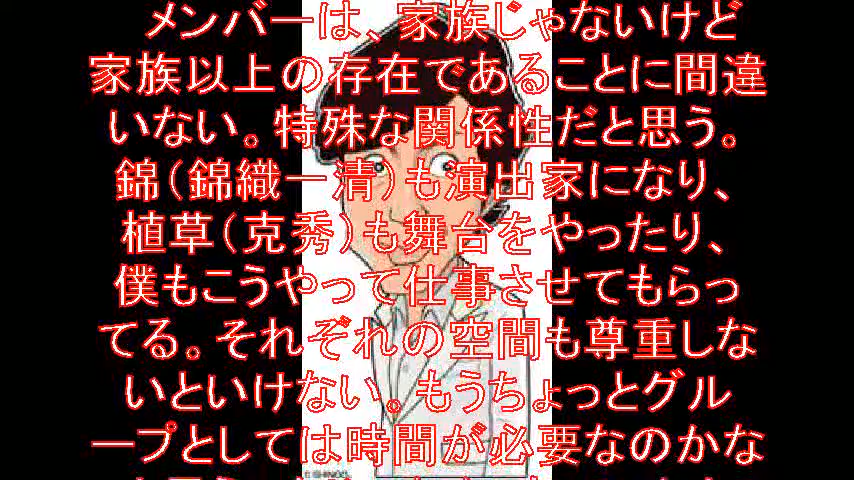 メンバーは、家族じゃないけど
家族以上の存在であることに間違
いない。特殊な関係性だと思う。
錦（錦織一清）も演出家になり、
植草（克秀）も舞台をやったり、
僕もこうやって仕事させてもらっ
てる。それぞれの空間も尊重しな
いといけない。もうちょっとグル
ープとしては時間が必要なのかな